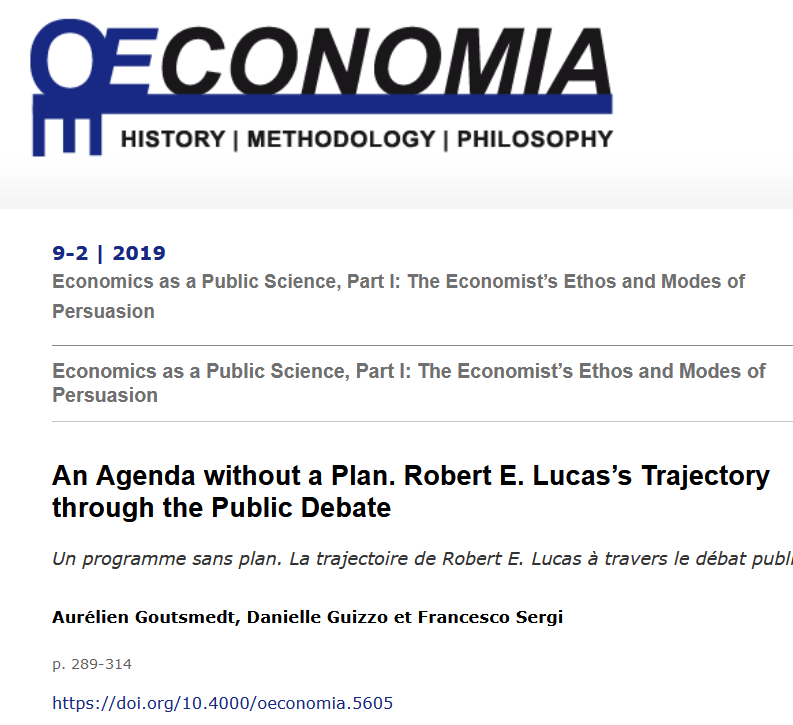 OECONOMIA
HISTORY | METHODOLOGY | PHILOSOPHY
9-2 | 2019
Economics as a Public Science, Part I: The Economist’s Ethos and Modes of
Persuasion
Economics as a Public Science, Part I: The Economist’s Ethos and Modes of
Persuasion
An Agenda without a Plan. Robert E. Lucas’s Trajectory
through the Public Debate
Un programme sans plan. La trajectoire de Robert E. Lucas à travers le débat publi
Aurélien Goutsmedt, Danielle Guizzo et Francesco Sergi
p. 289-314
https://doi.org/10.4000/oeconomia.5605